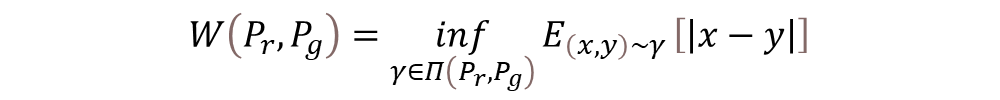 W(P_r, P_g) = inf_{γ∈Π(P_r,P_g)} E_{(x,y)~γ} [|x − y|]